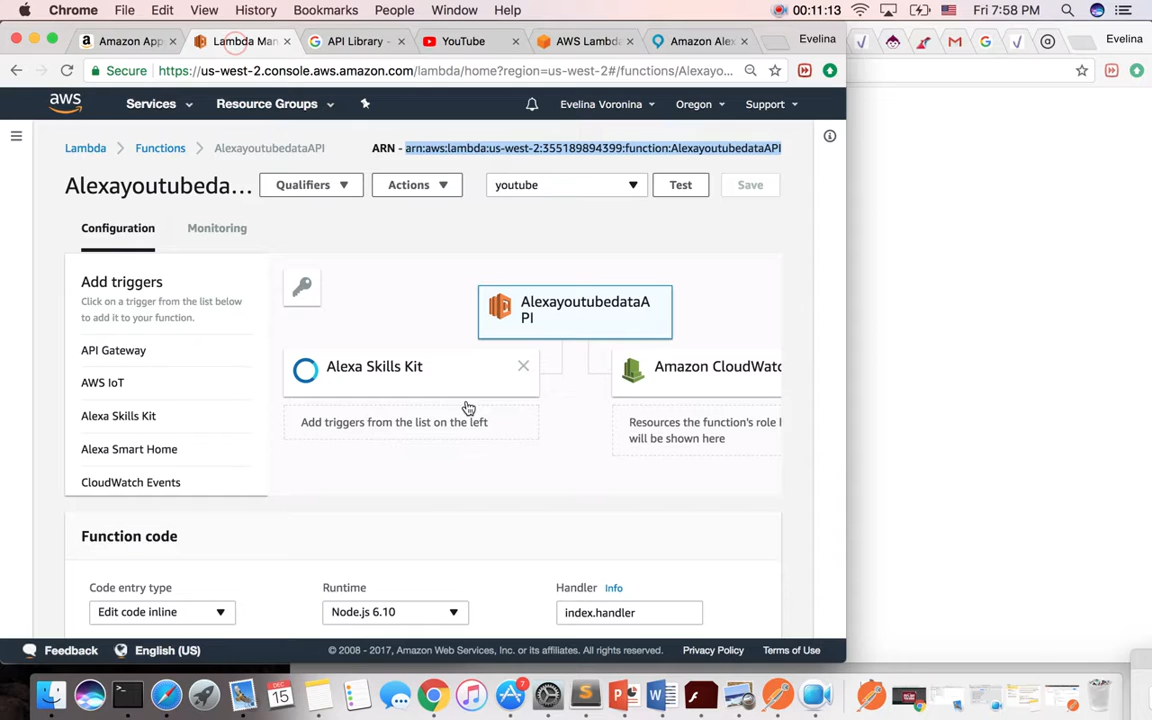 Chrome File Edit View History Bookmarks People Window Help 00:11:13 Fri 7:58 PM
Amazon App Lambda Man API Library - YouTube AWS Lambd Amazon Alex Evelina Evelina
Secure https://us-west-2.console.aws.amazon.com/lambda/home?region=us-west-2#/functions/Alexayo...
aws Services Resource Groups Evelina Voronina Oregon Support
Lambda Functions AlexayoutubedataAPI ARN - arn:aws:lambda:us-west-2:355189894399:function:AlexayoutubedataAPI
Alexayoutubeda... Qualifiers Actions youtube Test Save
Configuration Monitoring
Add triggers
Click on a trigger from the list below
to add it to your function.
API Gateway
AWS IoT
Alexa Skills Kit
Alexa Smart Home
CloudWatch Events
AlexayoutubedataA
PI
Alexa Skills Kit
Add triggers from the list on the left
Amazon CloudWatc
Resources the function's role
will be shown here
Function code
Code entry type Runtime Handler Info
Edit code inline Node.js 6.10 index.handler
Feedback English (US) © 2008 - 2017, Amazon Web Services, Inc. or its affiliates. All rights reserved. Privacy Policy Terms of Use
DEC
15
7